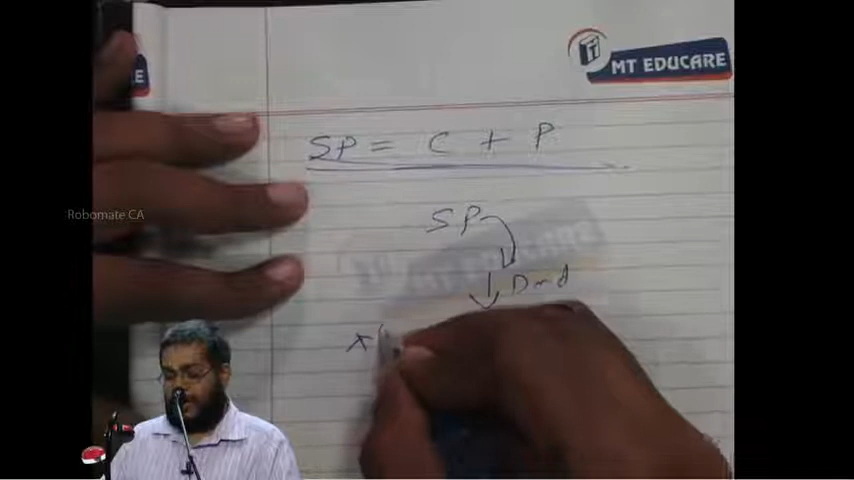 MT EDUCARE
E
SP = C + P
Robomate CA
SP
Dmd